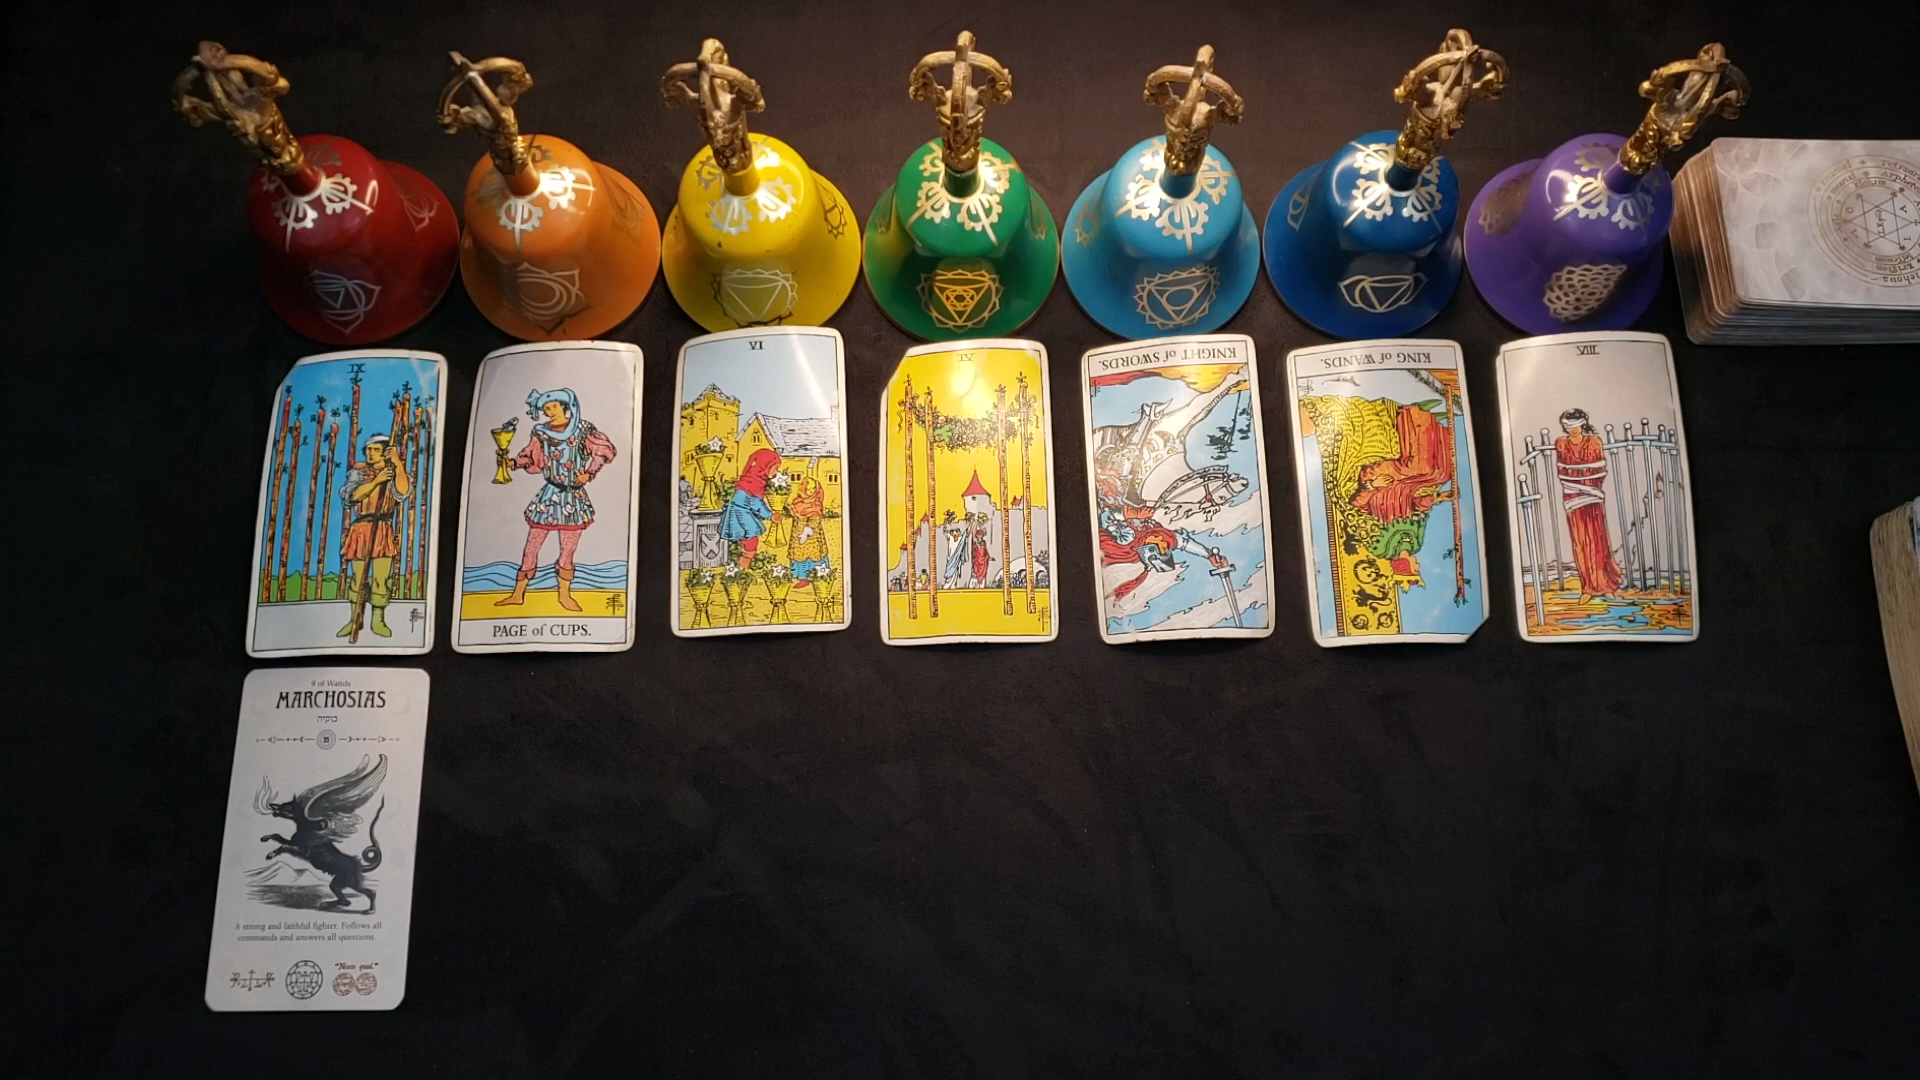 IX
PAGE of CUPS.
VI
IV
KNIGHT of SWORDS.
KING of WANDS.
VIII
9 of Wands
MARCHOSIAS
כוקיה
35
A strong and faithful fighter. Follows all
commands and answers all questions.